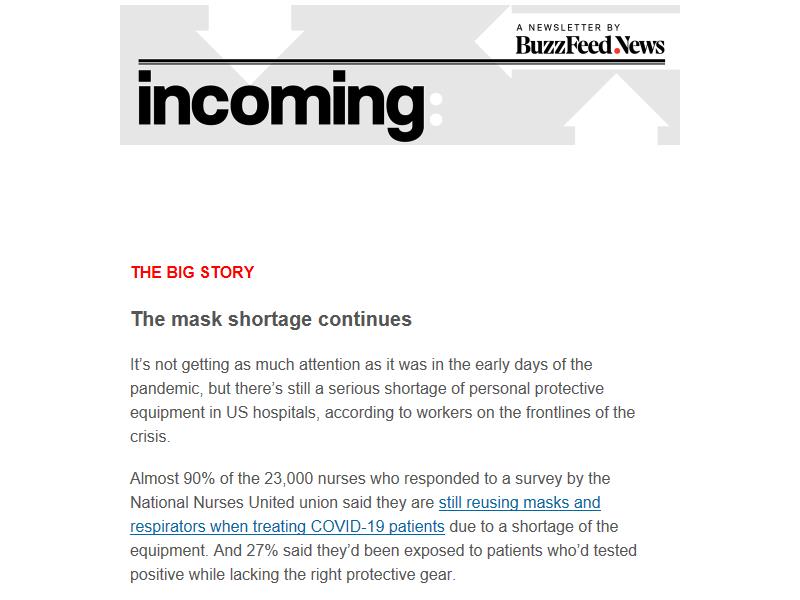 A NEWSLETTER BY
BuzzFeed.News
incoming:
THE BIG STORY
The mask shortage continues
It’s not getting as much attention as it was in the early days of the
pandemic, but there’s still a serious shortage of personal protective
equipment in US hospitals, according to workers on the frontlines of the
crisis.
Almost 90% of the 23,000 nurses who responded to a survey by the
National Nurses United union said they are still reusing masks and
respirators when treating COVID-19 patients due to a shortage of the
equipment. And 27% said they’d been exposed to patients who’d tested
positive while lacking the right protective gear.